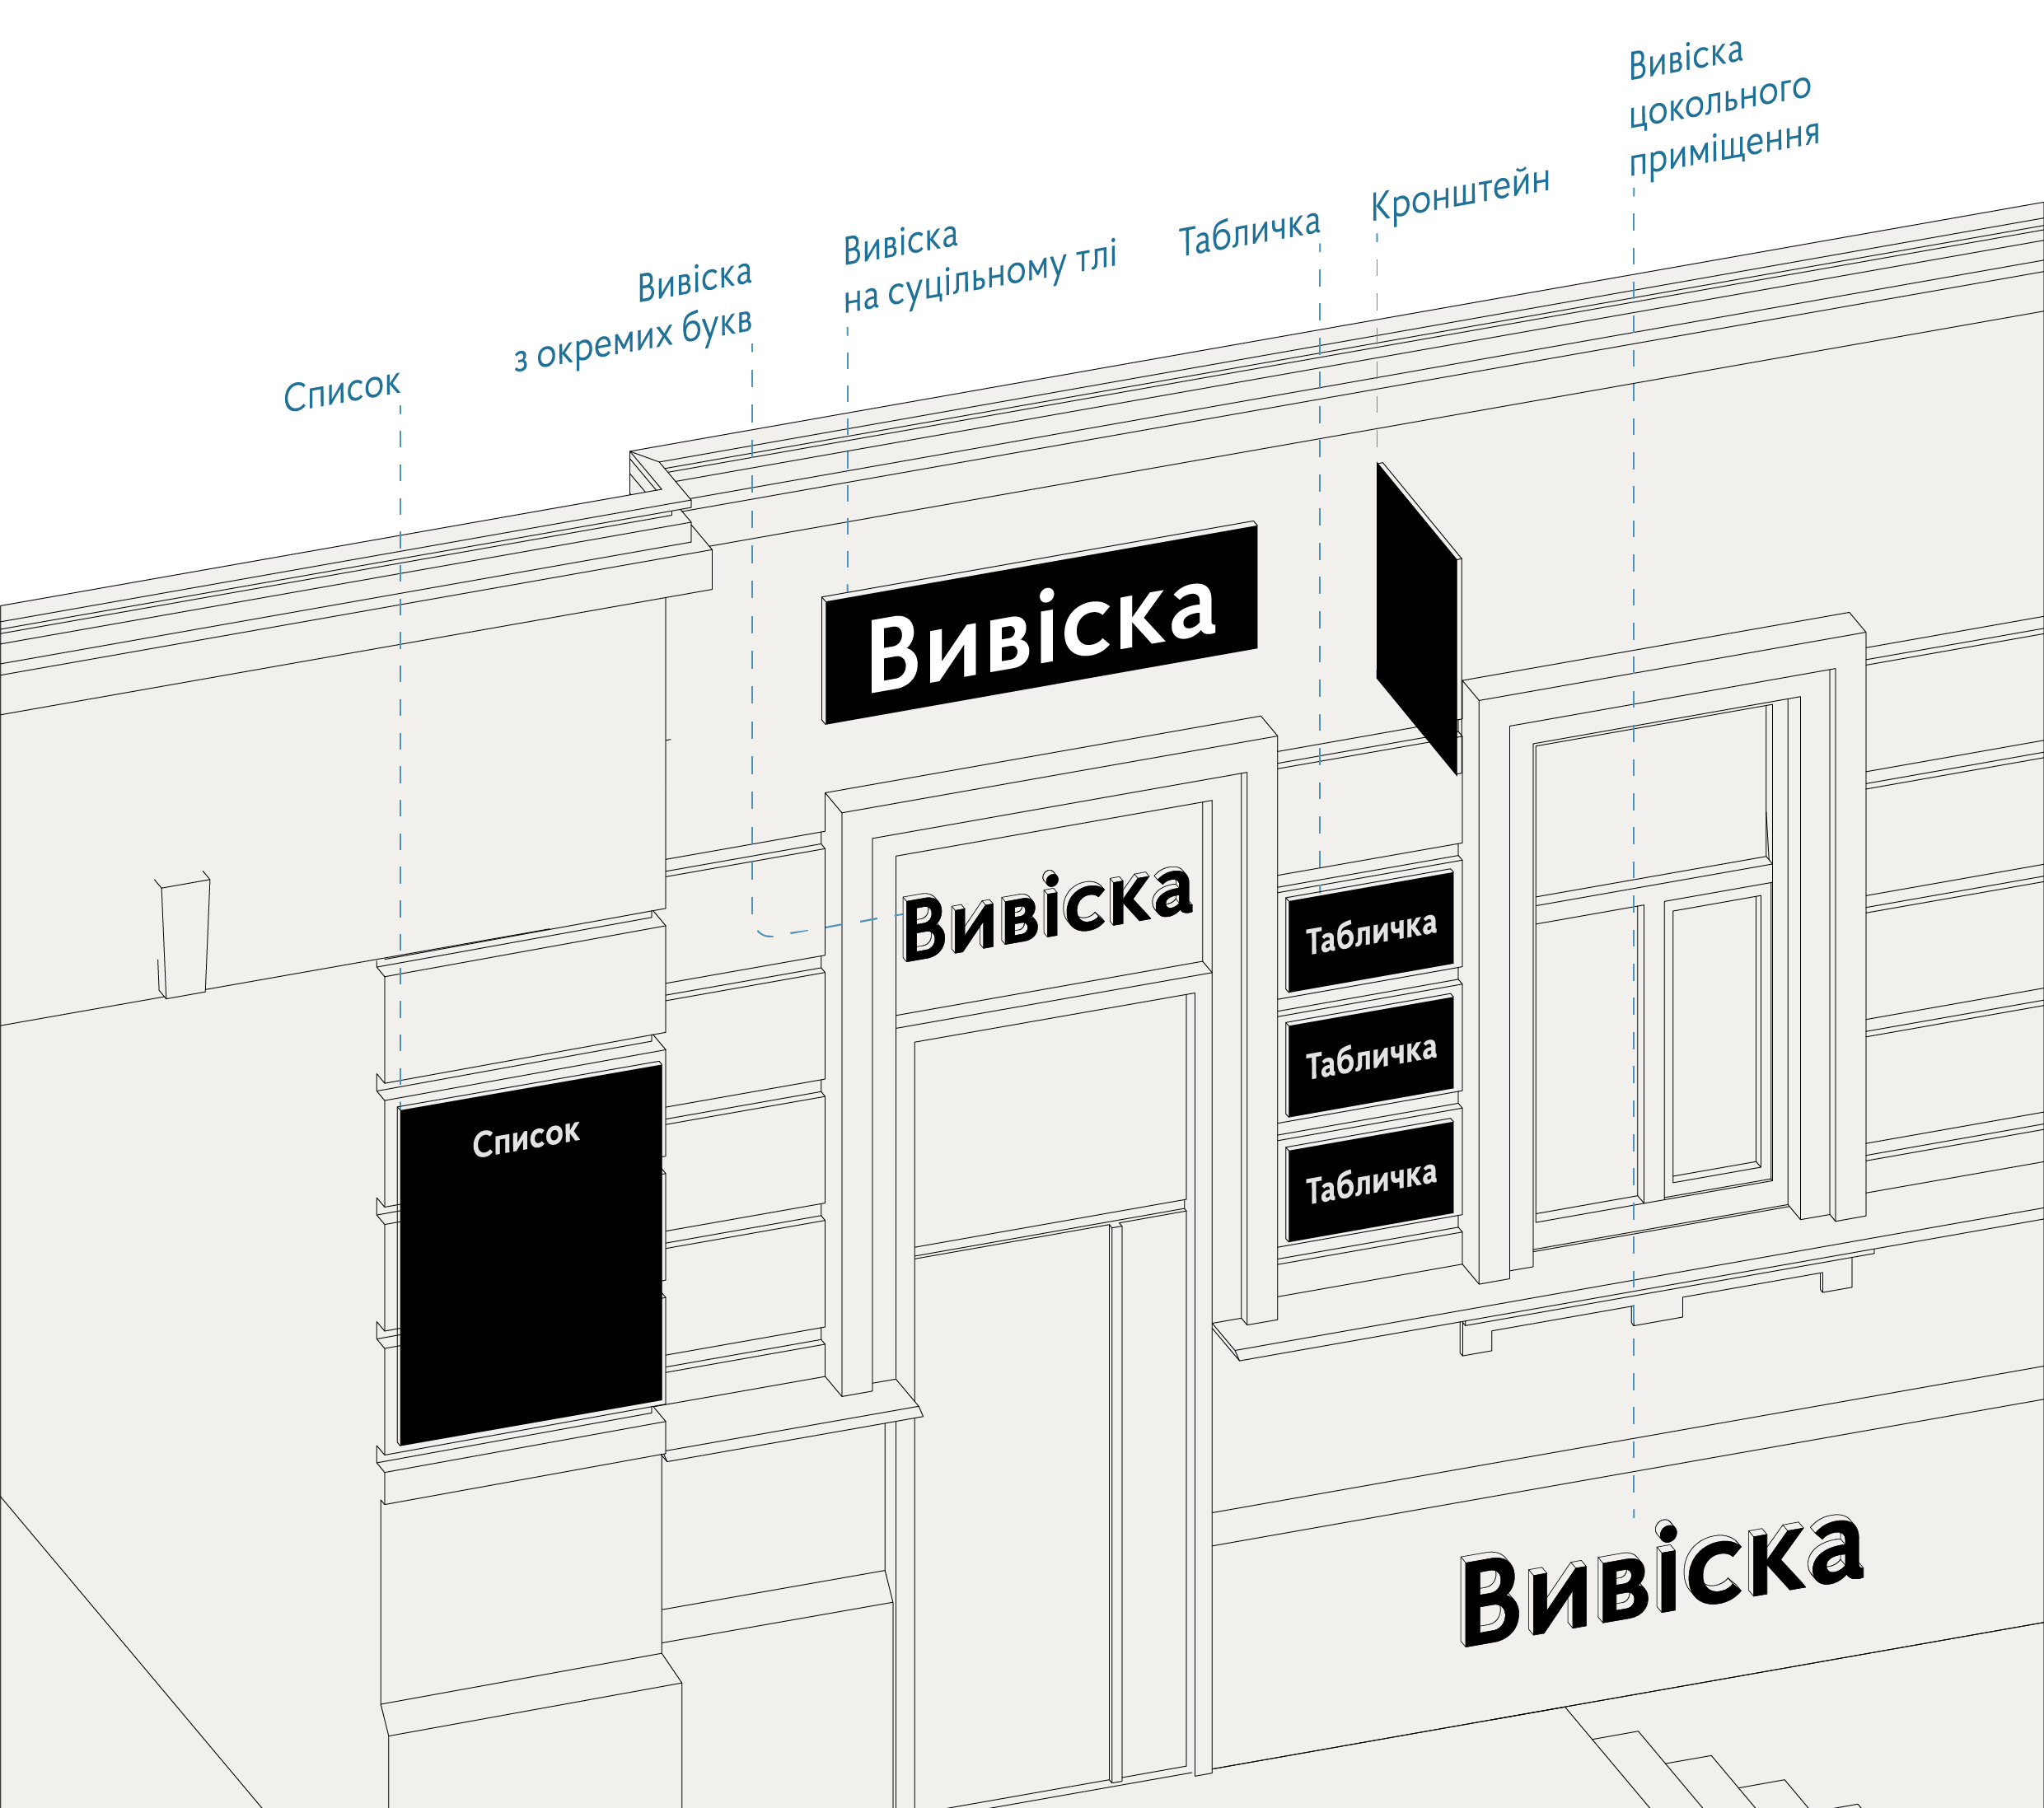 Вивіска
цокольного
приміщення
Кронштейн
Табличка
Вивіска
на суцільному тлі
Вивіска
з окремих букв
Список
Вивіска
Вивіска
Табличка
Табличка
Табличка
Список
Вивіска